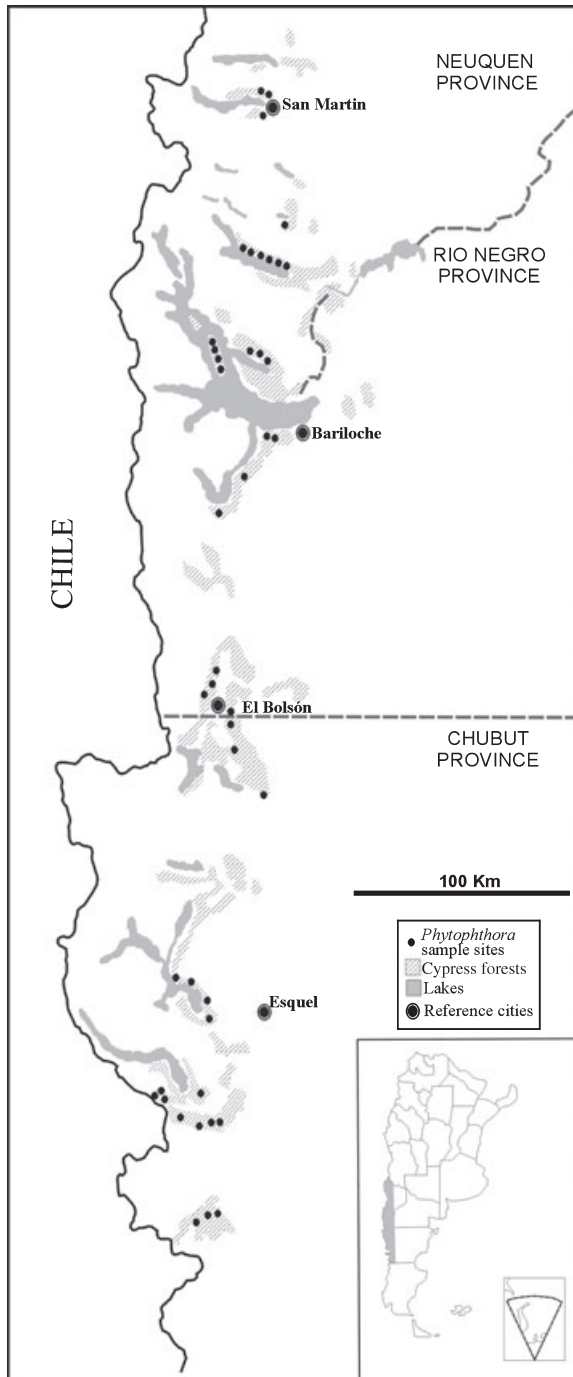 NEUQUEN
PROVINCE
San Martin
RIO NEGRO
PROVINCE
Bariloche
CHILE
El Bolsón
CHUBUT
PROVINCE
100 Km
Phytophthora
sample sites
Cypress forests
Lakes
Reference cities
Esquel